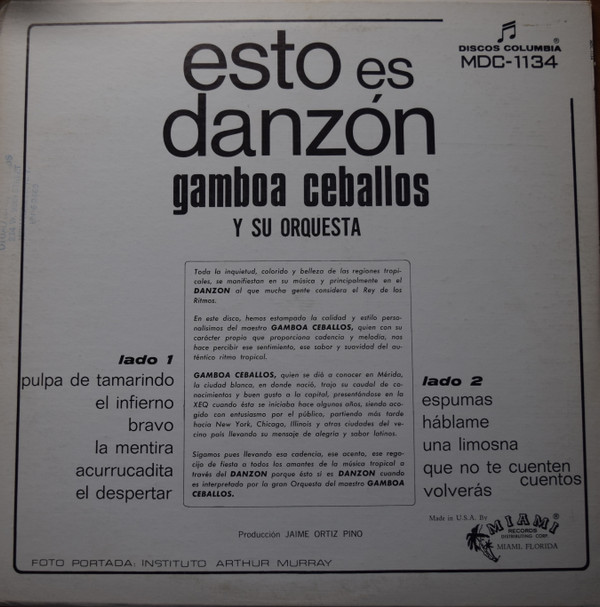 DISCOS COLUMBIA®
MDC-1134
esto es
danzón
gamboa ceballos
Y SU ORQUESTA
Toda la inquietud, colorido y belleza de las regiones tropi-
cales, se manifiestan en su música y principalmente en el
DANZON al que mucha gente considera el Rey de los
Ritmos.
En este disco, hemos estampado la calidad y estilo perso-
nalísimos del maestro GAMBOA CEBALLOS, quien con su
carácter propio que proporciona cadencia y melodía, nos
hace percibir ese sentimiento, ese sabor y suavidad del au-
téntico ritmo tropical.
GAMBOA CEBALLOS, quien se dió a conocer en Mérida,
la ciudad blanca, en donde nació, trajo su caudal de co-
nocimientos y buen gusto a la capital, presentándose en la
XEQ cuando ésta se iniciaba hace algunos años, siendo aco-
gido con entusiasmo por el público, partiendo más tarde
hacia New York, Chicago, Illinois y otras ciudades del ve-
cino país llevando su mensaje de alegría y sabor latinos.
Sigamos pues llevando esa cadencia, ese acento, ese rego-
cijo de fiesta a todos los amantes de la música tropical a
través del DANZON porque ésto si es DANZON cuando
es interpretado por la gran Orquesta del maestro GAMBOA
CEBALLOS.
lado 1
pulpa de tamarindo
el infierno
bravo
la mentira
acurrucadita
el despertar
lado 2
espumas
háblame
una limosna
que no te cuenten
cuentos
volverás
Producción JAIME ORTIZ PINO
Made in U.S.A. By
MIAMI
RECORDS
DISTRIBUTING CORP.
MIAMI, FLORIDA
FOTO PORTADA: INSTITUTO ARTHUR MURRAY